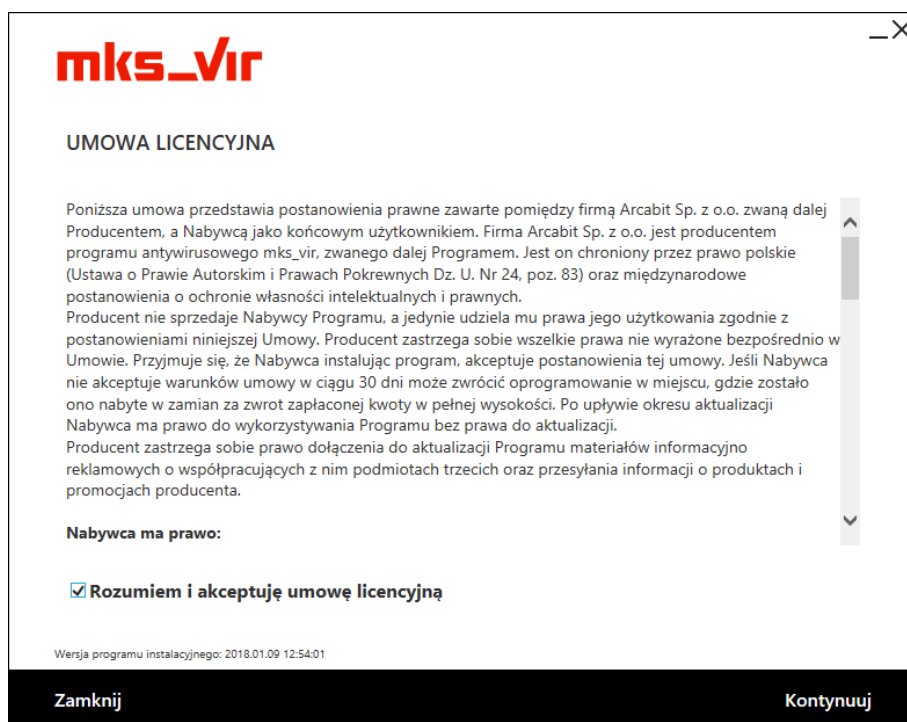 mks_vir
UMOWA LICENCYJNA
Poniższa umowa przedstawia postanowienia prawne zawarte pomiędzy firmą Arcabit Sp. z o.o. zwaną dalej
Producentem, a Nabywcą jako końcowym użytkownikiem. Firma Arcabit Sp. z o.o. jest producentem
programu antywirusowego mks_vir, zwanego dalej Programem. Jest on chroniony przez prawo polskie
(Ustawa o Prawie Autorskim i Prawach Pokrewnych Dz. U. Nr 24, poz. 83) oraz międzynarodowe
postanowienia o ochronie własności intelektualnych i prawnych.
Producent nie sprzedaje Nabywcy Programu, a jedynie udziela mu prawa jego użytkowania zgodnie z
postanowieniami niniejszej Umowy. Producent zastrzega sobie wszelkie prawa nie wyrażone bezpośrednio w
Umowie. Przyjmuje się, że Nabywca instalując program, akceptuje postanowienia tej umowy. Jeśli Nabywca
nie akceptuje warunków umowy w ciągu 30 dni może zwrócić oprogramowanie w miejscu, gdzie zostało
ono nabyte w zamian za zwrot zapłaconej kwoty w pełnej wysokości. Po upływie okresu aktualizacji
Nabywca ma prawo do wykorzystywania Programu bez prawa do aktualizacji.
Producent zastrzega sobie prawo dołączenia do aktualizacji Programu materiałów informacyjno
reklamowych o współpracujących z nim podmiotach trzecich oraz przesyłania informacji o produktach i
promocjach producenta.
Nabywca ma prawo:
Rozumiem i akceptuję umowę licencyjną
Wersja programu instalacyjnego: 2018.01.09 12:54:01
Zamknij
Kontynuuj